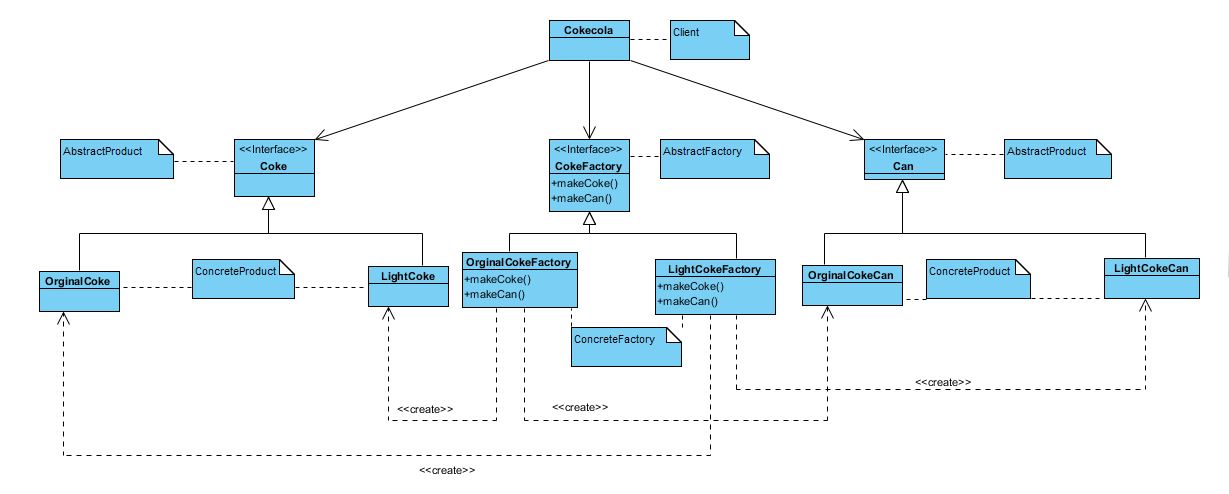 Cokecola
Client
AbstractProduct
<<Interface>>
Coke
<<Interface>>
CokeFactory
+makeCoke()
+makeCan()
AbstractFactory
<<Interface>>
Can
AbstractProduct
OrginalCoke
ConcreteProduct
LightCoke
OrginalCokeFactory
+makeCoke()
+makeCan()
LightCokeFactory
+makeCoke()
+makeCan()
OrginalCokeCan
ConcreteProduct
LightCokeCan
ConcreteFactory
<<create>>
<<create>>
<<create>>
<<create>>